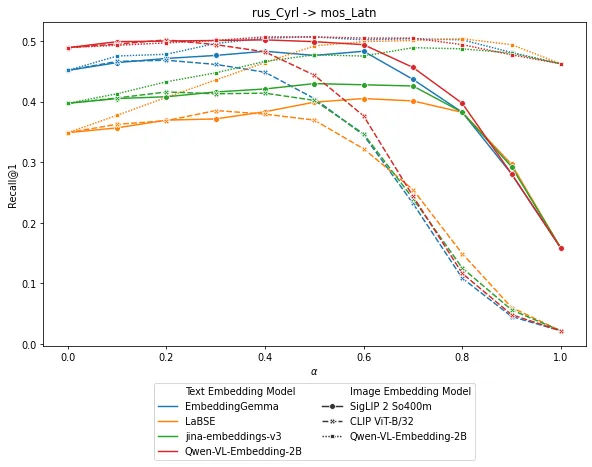 rus_Cyrl -> mos_Latn
Recall@1
0.5
0.4
0.3
0.2
0.1
0.0
0.0 0.2 0.4 0.6 0.8 1.0
α
Text Embedding Model Image Embedding Model
EmbeddingGemma SigLIP 2 So400m
LaBSE CLIP ViT-B/32
jina-embeddings-v3 Qwen-VL-Embedding-2B
Qwen-VL-Embedding-2B